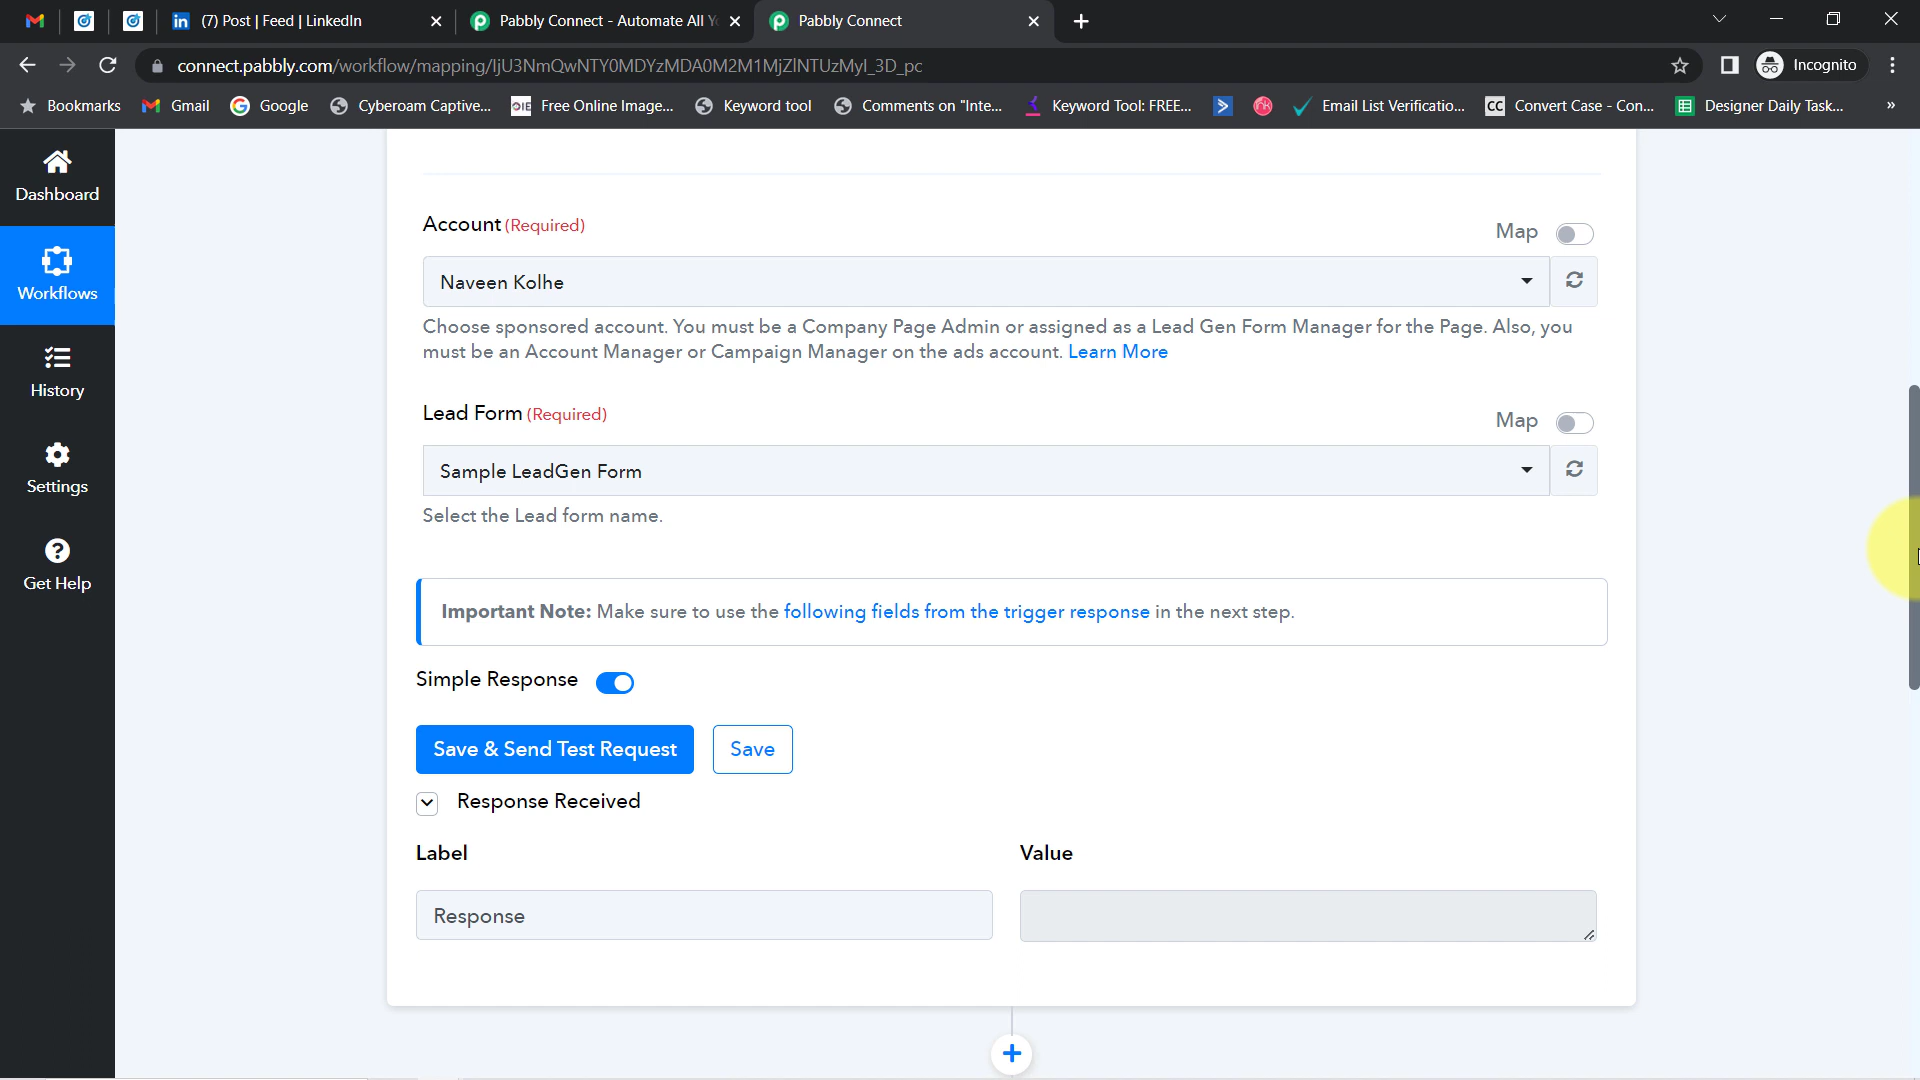 (7) Post | Feed | LinkedIn
Pabbly Connect - Automate All Y
Pabbly Connect
connect.pabbly.com/workflow/mapping/IjU3NmQwNTY0MDYzMDA0M2M1MjZlNTUzMyI_3D_pc
Incognito
Bookmarks
Gmail
Google
Cyberoam Captive...
OIE
Free Online Image...
Keyword tool
Comments on "Inte...
Keyword Tool: FREE...
Email List Verificatio...
CC
Convert Case - Con...
Designer Daily Task...
»
Dashboard
Workflows
History
Settings
Get Help
Account (Required)
Map
Naveen Kolhe
Choose sponsored account. You must be a Company Page Admin or assigned as a Lead Gen Form Manager for the Page. Also, you
must be an Account Manager or Campaign Manager on the ads account. Learn More
Lead Form (Required)
Map
Sample LeadGen Form
Select the Lead form name.
Important Note: Make sure to use the following fields from the trigger response in the next step.
Simple Response
Save & Send Test Request
Save
Response Received
Label
Value
Response